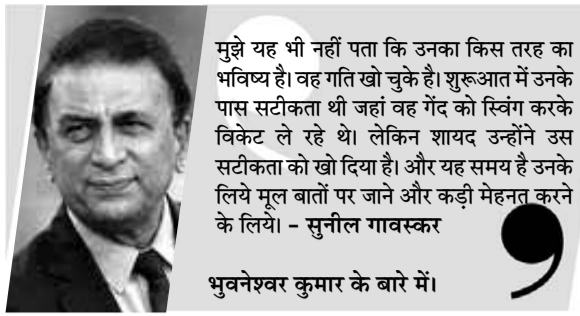 मुझे यह भी नहीं पता कि उनका किस तरह का
भविष्य है। वह गति खो चुके है। शुरूआत में उनके
पास सटीकता थी जहां वह गेंद को स्विंग करके
विकेट ले रहे थे। लेकिन शायद उन्होंने उस
सटीकता को खो दिया है। और यह समय है उनके
लिये मूल बातों पर जाने और कड़ी मेहनत करने
के लिये। – सुनील गावस्कर
भुवनेश्वर कुमार के बारे में।